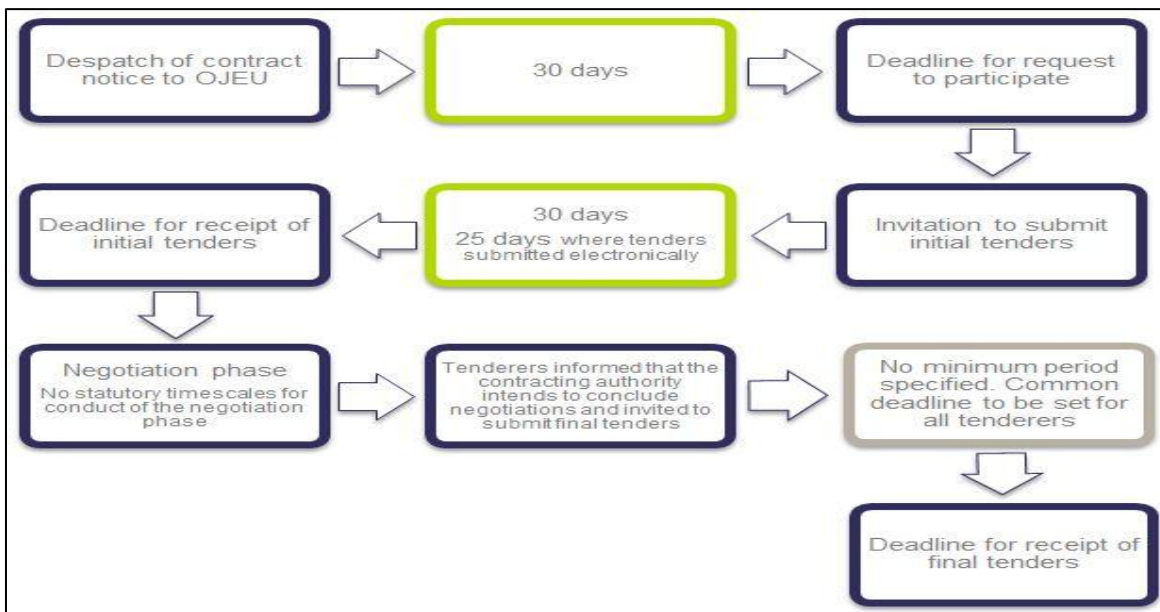 Despatch of contract
notice to OJEU
30 days
Deadline for request
to participate
Deadline for receipt of
initial tenders
30 days
25 days where tenders
submitted electronically
Invitation to submit
initial tenders
Negotiation phase
No statutory timescales for
conduct of the negotiation
phase
Tenderers informed that the
contracting authority
intends to conclude
negotiations and invited to
submit final tenders
No minimum period
specified. Common
deadline to be set for
all tenderers
Deadline for receipt of
final tenders